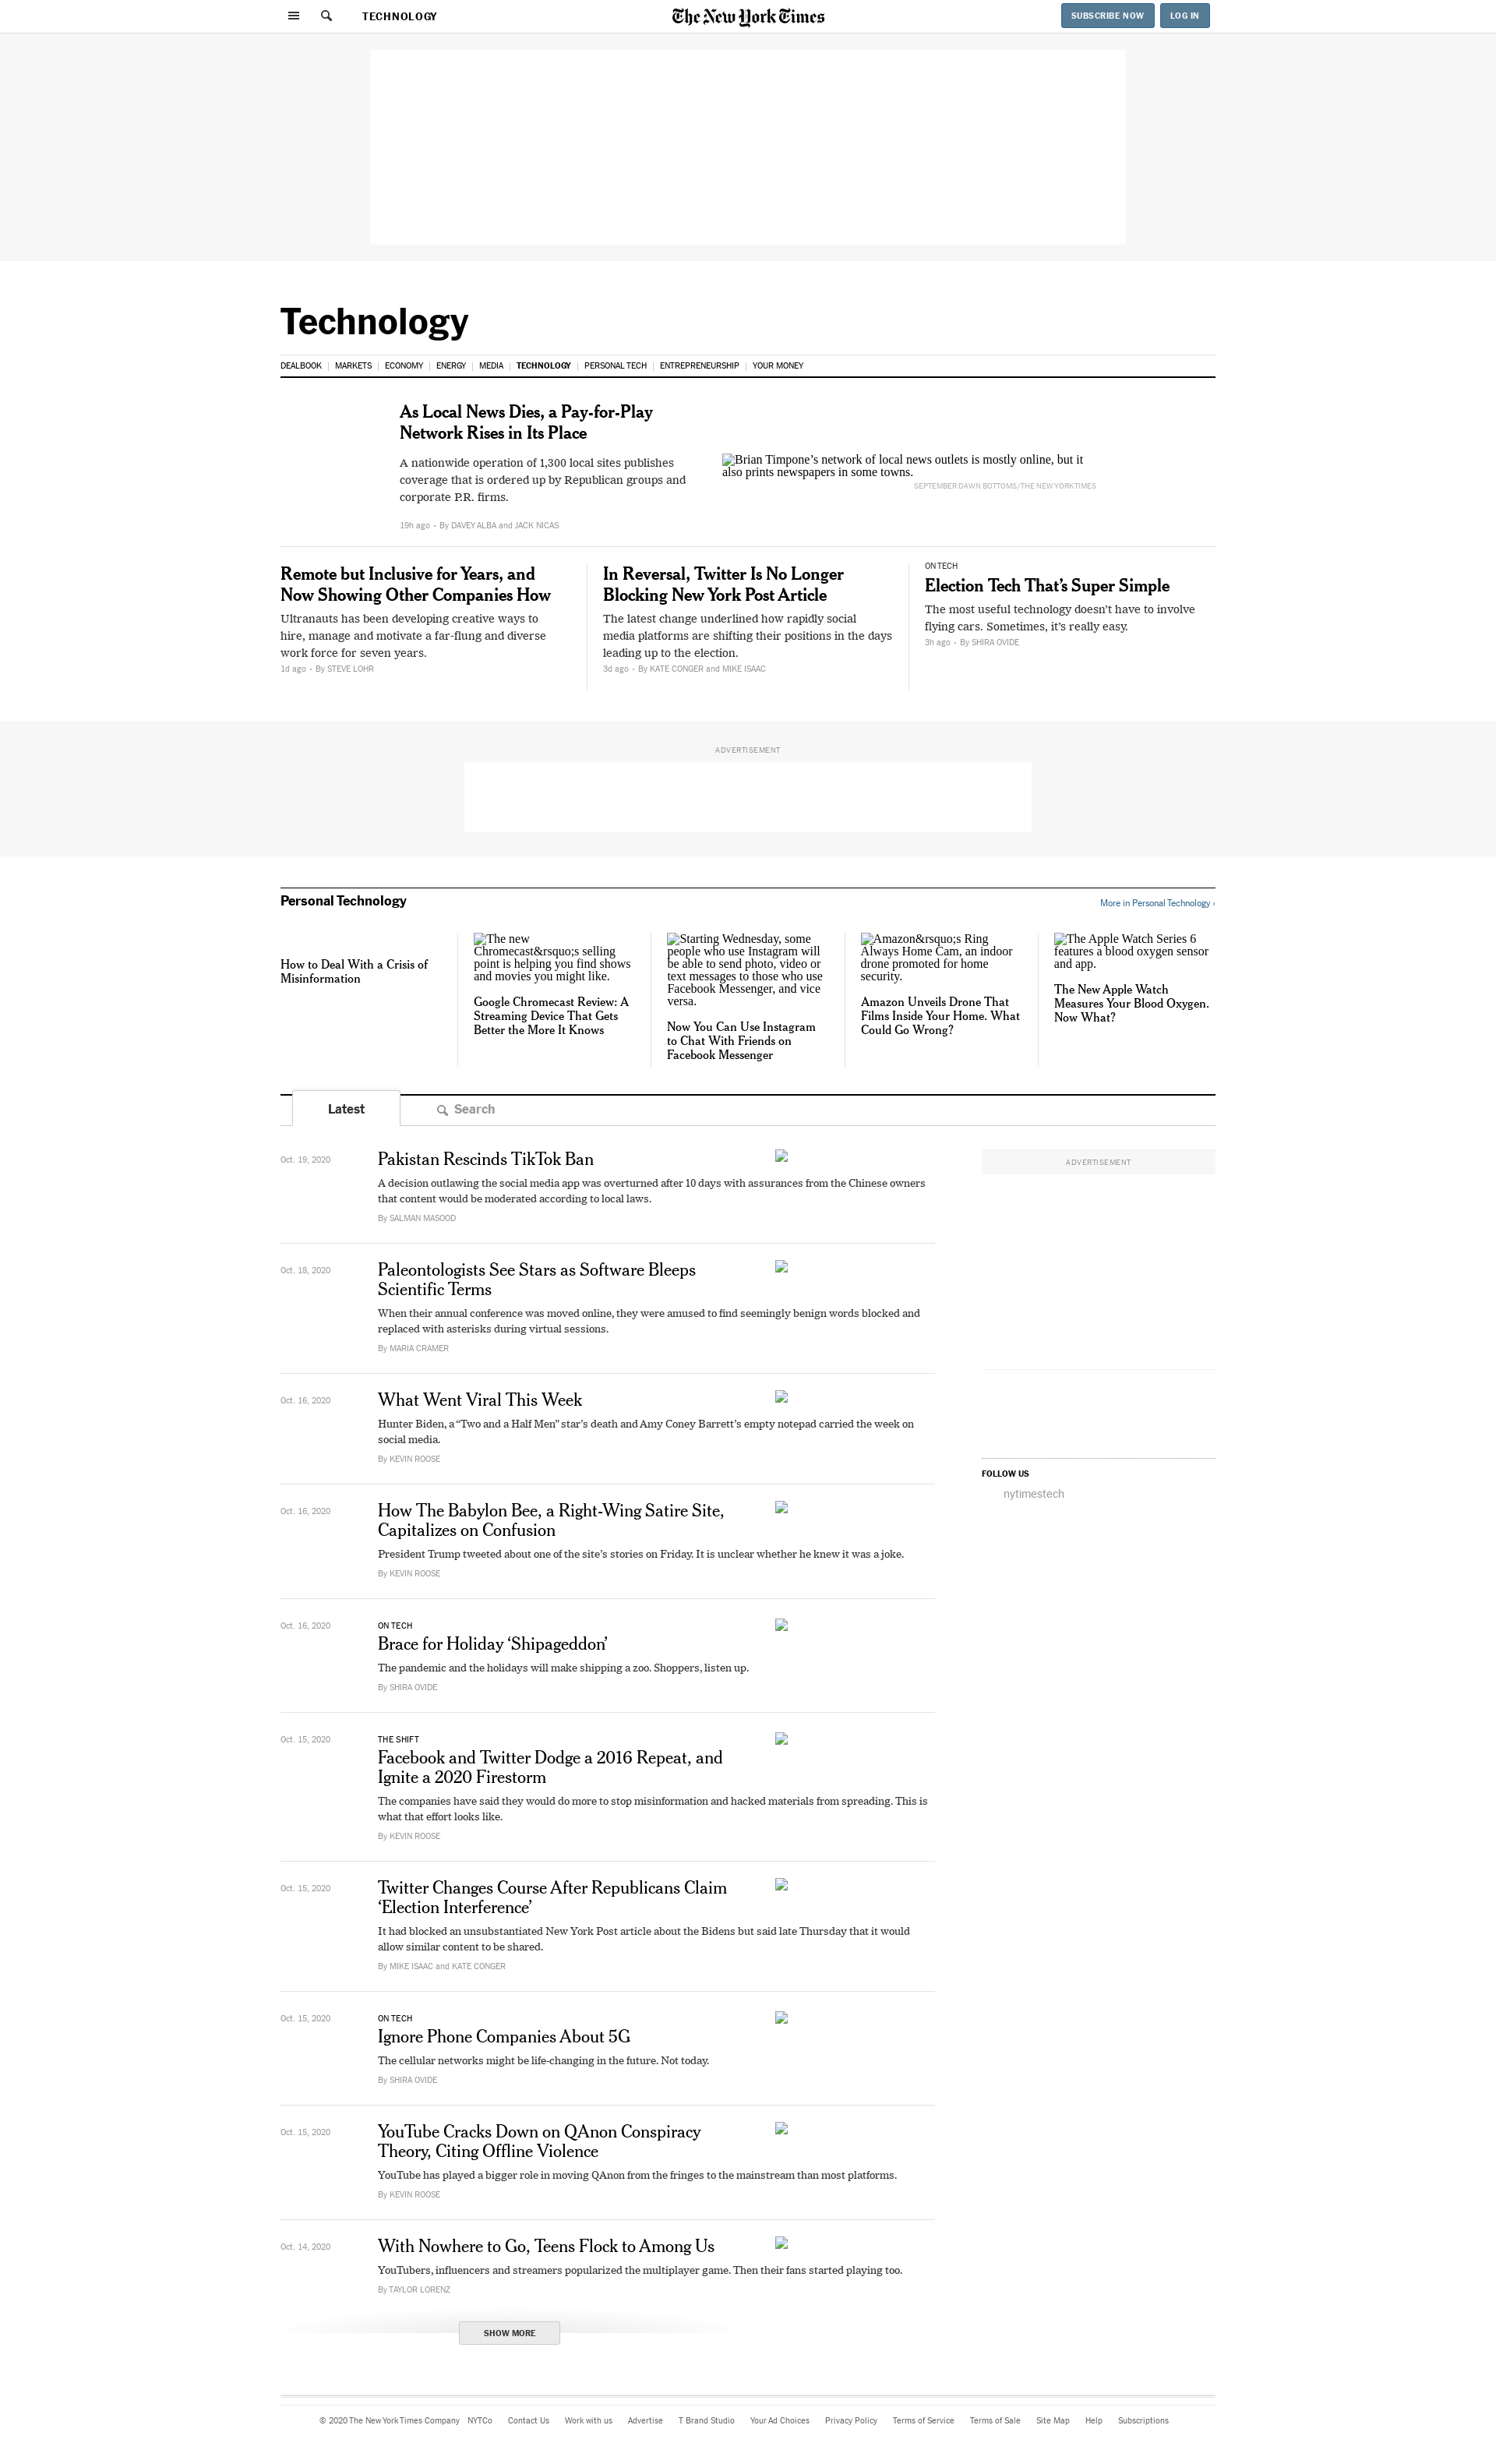 TECHNOLOGY
The New York Times
SUBSCRIBE NOW
LOG IN
Technology
DEALBOOK
MARKETS
ECONOMY
ENERGY
MEDIA
TECHNOLOGY
PERSONAL TECH
ENTREPRENEURSHIP
YOUR MONEY
As Local News Dies, a Pay-for-Play
Network Rises in Its Place
A nationwide operation of 1,300 local sites publishes
coverage that is ordered up by Republican groups and
corporate P.R. firms.
19h ago • By DAVEY ALBA and JACK NICAS
Brian Timpone’s network of local news outlets is mostly online, but it
also prints newspapers in some towns.
SEPTEMBER DAWN BOTTOMS/THE NEW YORK TIMES
Remote but Inclusive for Years, and
Now Showing Other Companies How
Ultranauts has been developing creative ways to
hire, manage and motivate a far-flung and diverse
work force for seven years.
1d ago • By STEVE LOHR
In Reversal, Twitter Is No Longer
Blocking New York Post Article
The latest change underlined how rapidly social
media platforms are shifting their positions in the days
leading up to the election.
3d ago • By KATE CONGER and MIKE ISAAC
ON TECH
Election Tech That’s Super Simple
The most useful technology doesn’t have to involve
flying cars. Sometimes, it’s really easy.
3h ago • By SHIRA OVIDE
ADVERTISEMENT
Personal Technology
More in Personal Technology ›
How to Deal With a Crisis of
Misinformation
The new
Chromecast&rsquo;s selling
point is helping you find shows
and movies you might like.
Google Chromecast Review: A
Streaming Device That Gets
Better the More It Knows
Starting Wednesday, some
people who use Instagram will
be able to send photo, video or
text messages to those who use
Facebook Messenger, and vice
versa.
Now You Can Use Instagram
to Chat With Friends on
Facebook Messenger
Amazon&rsquo;s Ring
Always Home Cam, an indoor
drone promoted for home
security.
Amazon Unveils Drone That
Films Inside Your Home. What
Could Go Wrong?
The Apple Watch Series 6
features a blood oxygen sensor
and app.
The New Apple Watch
Measures Your Blood Oxygen.
Now What?
Latest
Search
Oct. 19, 2020
Pakistan Rescinds TikTok Ban
A decision outlawing the social media app was overturned after 10 days with assurances from the Chinese owners
that content would be moderated according to local laws.
By SALMAN MASOOD
ADVERTISEMENT
Oct. 18, 2020
Paleontologists See Stars as Software Bleeps
Scientific Terms
When their annual conference was moved online, they were amused to find seemingly benign words blocked and
replaced with asterisks during virtual sessions.
By MARIA CRAMER
Oct. 16, 2020
What Went Viral This Week
Hunter Biden, a “Two and a Half Men” star’s death and Amy Coney Barrett’s empty notepad carried the week on
social media.
By KEVIN ROOSE
FOLLOW US
nytimestech
Oct. 16, 2020
How The Babylon Bee, a Right-Wing Satire Site,
Capitalizes on Confusion
President Trump tweeted about one of the site’s stories on Friday. It is unclear whether he knew it was a joke.
By KEVIN ROOSE
Oct. 16, 2020
ON TECH
Brace for Holiday ‘Shipageddon’
The pandemic and the holidays will make shipping a zoo. Shoppers, listen up.
By SHIRA OVIDE
Oct. 15, 2020
THE SHIFT
Facebook and Twitter Dodge a 2016 Repeat, and
Ignite a 2020 Firestorm
The companies have said they would do more to stop misinformation and hacked materials from spreading. This is
what that effort looks like.
By KEVIN ROOSE
Oct. 15, 2020
Twitter Changes Course After Republicans Claim
‘Election Interference’
It had blocked an unsubstantiated New York Post article about the Bidens but said late Thursday that it would
allow similar content to be shared.
By MIKE ISAAC and KATE CONGER
Oct. 15, 2020
ON TECH
Ignore Phone Companies About 5G
The cellular networks might be life-changing in the future. Not today.
By SHIRA OVIDE
Oct. 15, 2020
YouTube Cracks Down on QAnon Conspiracy
Theory, Citing Offline Violence
YouTube has played a bigger role in moving QAnon from the fringes to the mainstream than most platforms.
By KEVIN ROOSE
Oct. 14, 2020
With Nowhere to Go, Teens Flock to Among Us
YouTubers, influencers and streamers popularized the multiplayer game. Then their fans started playing too.
By TAYLOR LORENZ
SHOW MORE
© 2020 The New York Times Company
NYTCo
Contact Us
Work with us
Advertise
T Brand Studio
Your Ad Choices
Privacy Policy
Terms of Service
Terms of Sale
Site Map
Help
Subscriptions